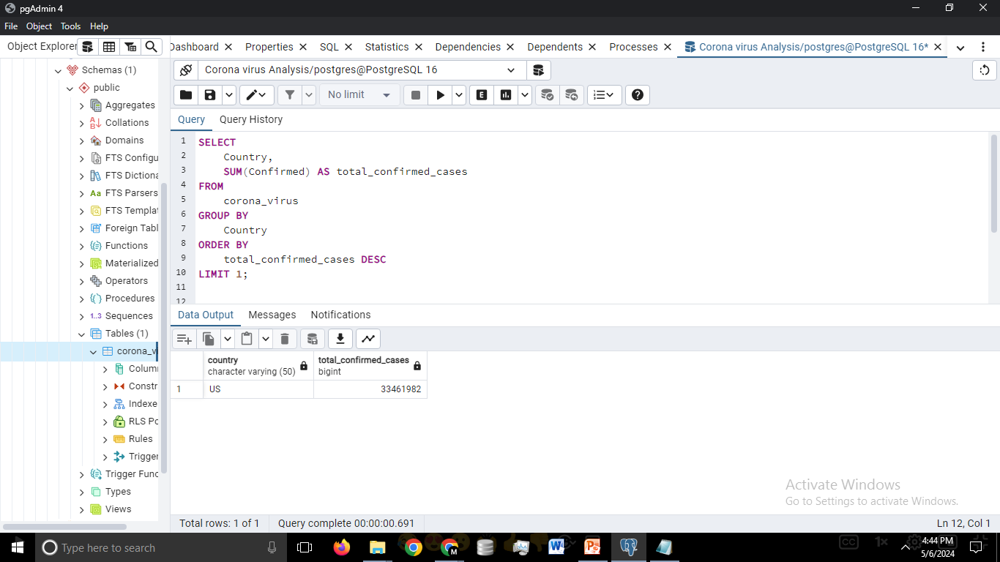 pgAdmin 4
File Object Tools Help
Object Explorer
Dashboard Properties SQL Statistics Dependencies Dependents Processes Corona virus Analysis/postgres@PostgreSQL 16*
Schemas (1)
public
Aggregates
Collations
Domains
FTS Configu
FTS Dictiona
FTS Parsers
FTS Templat
Foreign Tabl
Functions
Materialized
Operators
Procedures
1..3 Sequences
Tables (1)
corona_vi
Colum
Constr
Indexe
RLS Po
Rules
Trigger
Trigger Func
Types
Views
Corona virus Analysis/postgres@PostgreSQL 16
No limit
Query Query History
1 SELECT
2 Country,
3 SUM(Confirmed) AS total_confirmed_cases
4 FROM
5 corona_virus
6 GROUP BY
7 Country
8 ORDER BY
9 total_confirmed_cases DESC
10 LIMIT 1;
11
12
Data Output Messages Notifications
country total_confirmed_cases
character varying (50) bigint
1 US 33461982
Activate Windows
Go to Settings to activate Windows.
Total rows: 1 of 1 Query complete 00:00:00.691 Ln 12, Col 1
Type here to search
4:44 PM
5/6/2024